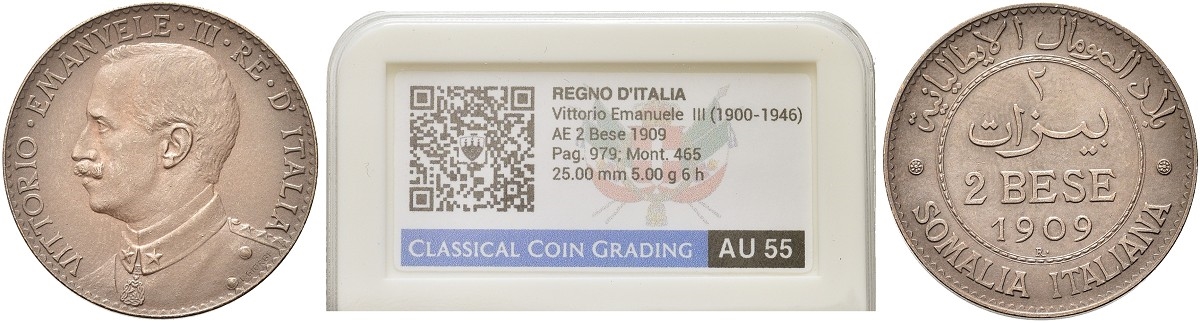 VITTORIO · EMANVELE · III · RE · D'ITALIA
REGNO D'ITALIA
Vittorio Emanuele III (1900-1946)
AE 2 Bese 1909
Pag. 979; Mont. 465
25.00 mm 5.00 g 6 h
CLASSICAL COIN GRADING AU 55
بلاد الصومال الايطاليانية
٢
بيزات
2 BESE
1909
R.
SOMALIA ITALIANA